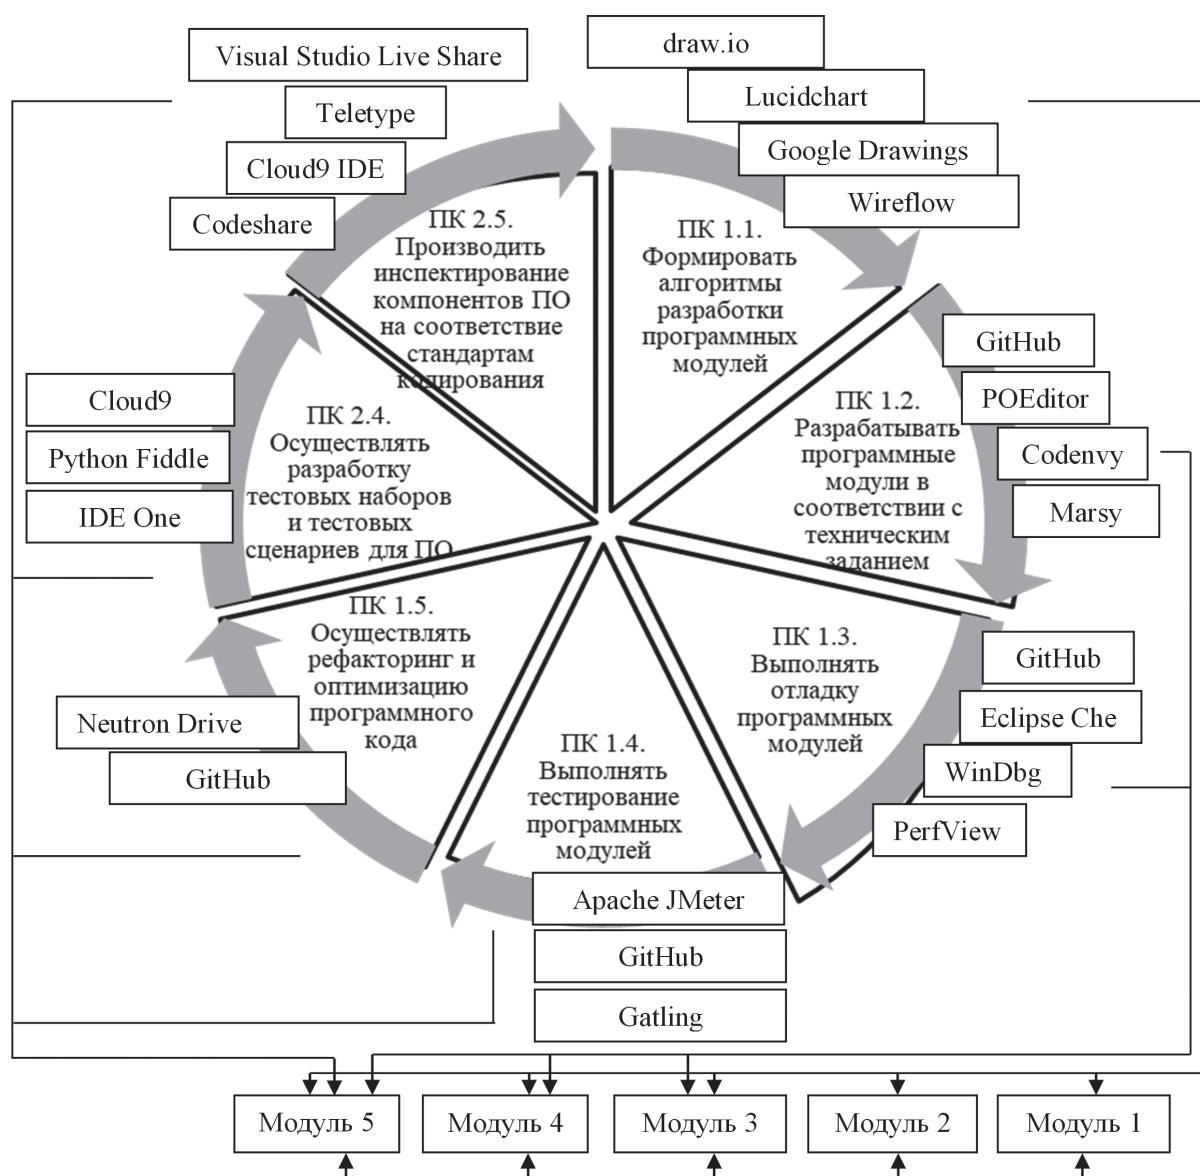 Visual Studio Live Share
Teletype
Cloud9 IDE
Codeshare
draw.io
Lucidchart
Google Drawings
Wireflow
ПК 2.5.
Производить
инспектирование
компонентов ПО
на соответствие
стандартам
кодирования
ПК 1.1.
Формировать
алгоритмы
разработки
программных
модулей
GitHub
POEditor
Codenvy
Marsy
ПК 1.2.
Разрабатывать
программные
модули в
соответствии с
техническим
заданием
Cloud9
Python Fiddle
IDE One
ПК 2.4.
Осуществлять
разработку
тестовых наборов
и тестовых
сценариев для ПО
ПК 1.5.
Осуществлять
рефакторинг и
оптимизацию
программного
кода
Neutron Drive
GitHub
ПК 1.3.
Выполнять
отладку
программных
модулей
GitHub
Eclipse Che
WinDbg
PerfView
ПК 1.4.
Выполнять
тестирование
программных
модулей
Apache JMeter
GitHub
Gatling
Модуль 5
Модуль 4
Модуль 3
Модуль 2
Модуль 1